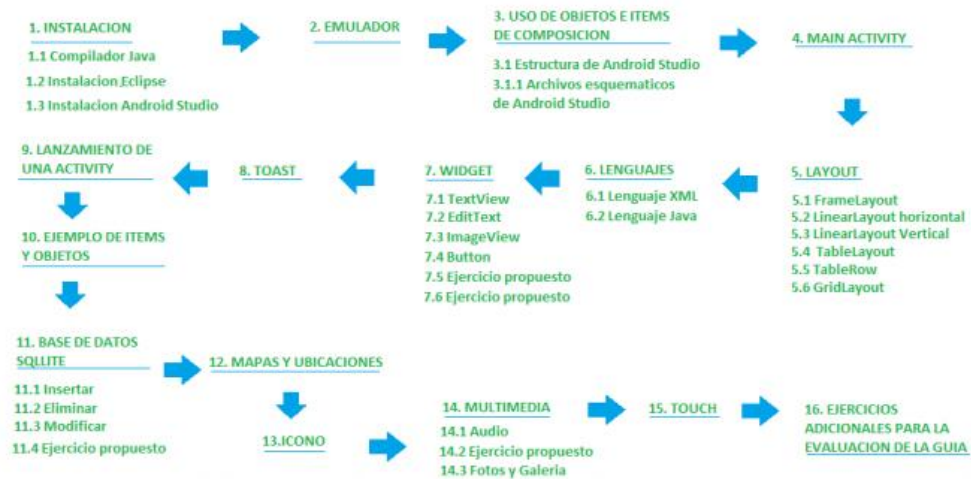 1. INSTALACION
1.1 Compilador Java
1.2 Instalacion Eclipse
1.3 Instalacion Android Studio
2. EMULADOR
3. USO DE OBJETOS E ITEMS
DE COMPOSICION
3.1 Estructura de Android Studio
3.1.1 Archivos esquematicos
de Android Studio
4. MAIN ACTIVITY
5. LAYOUT
5.1 FrameLayout
5.2 LinearLayout horizontal
5.3 LinearLayout Vertical
5.4 TableLayout
5.5 TableRow
5.6 GridLayout
6. LENGUAJES
6.1 Lenguaje XML
6.2 Lenguaje Java
7. WIDGET
7.1 TextView
7.2 EditText
7.3 ImageView
7.4 Button
7.5 Ejercicio propuesto
7.6 Ejercicio propuesto
8. TOAST
9. LANZAMIENTO DE
UNA ACTIVITY
10. EJEMPLO DE ITEMS
Y OBJETOS
11. BASE DE DATOS
SQLLITE
11.1 Insertar
11.2 Eliminar
11.3 Modificar
11.4 Ejercicio propuesto
12. MAPAS Y UBICACIONES
13.ICONO
14. MULTIMEDIA
14.1 Audio
14.2 Ejercicio propuesto
14.3 Fotos y Galeria
15. TOUCH
16. EJERCICIOS
ADICIONALES PARA LA
EVALUACION DE LA GUIA